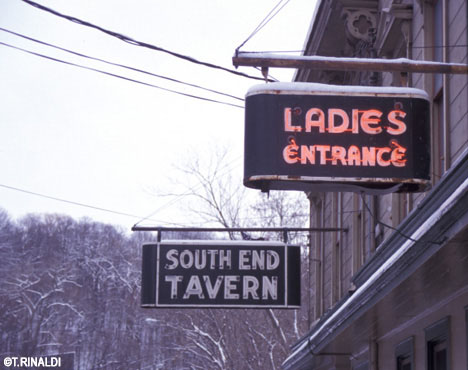 LADIES
ENTRANCE
SOUTH END
TAVERN
©T.RINALDI